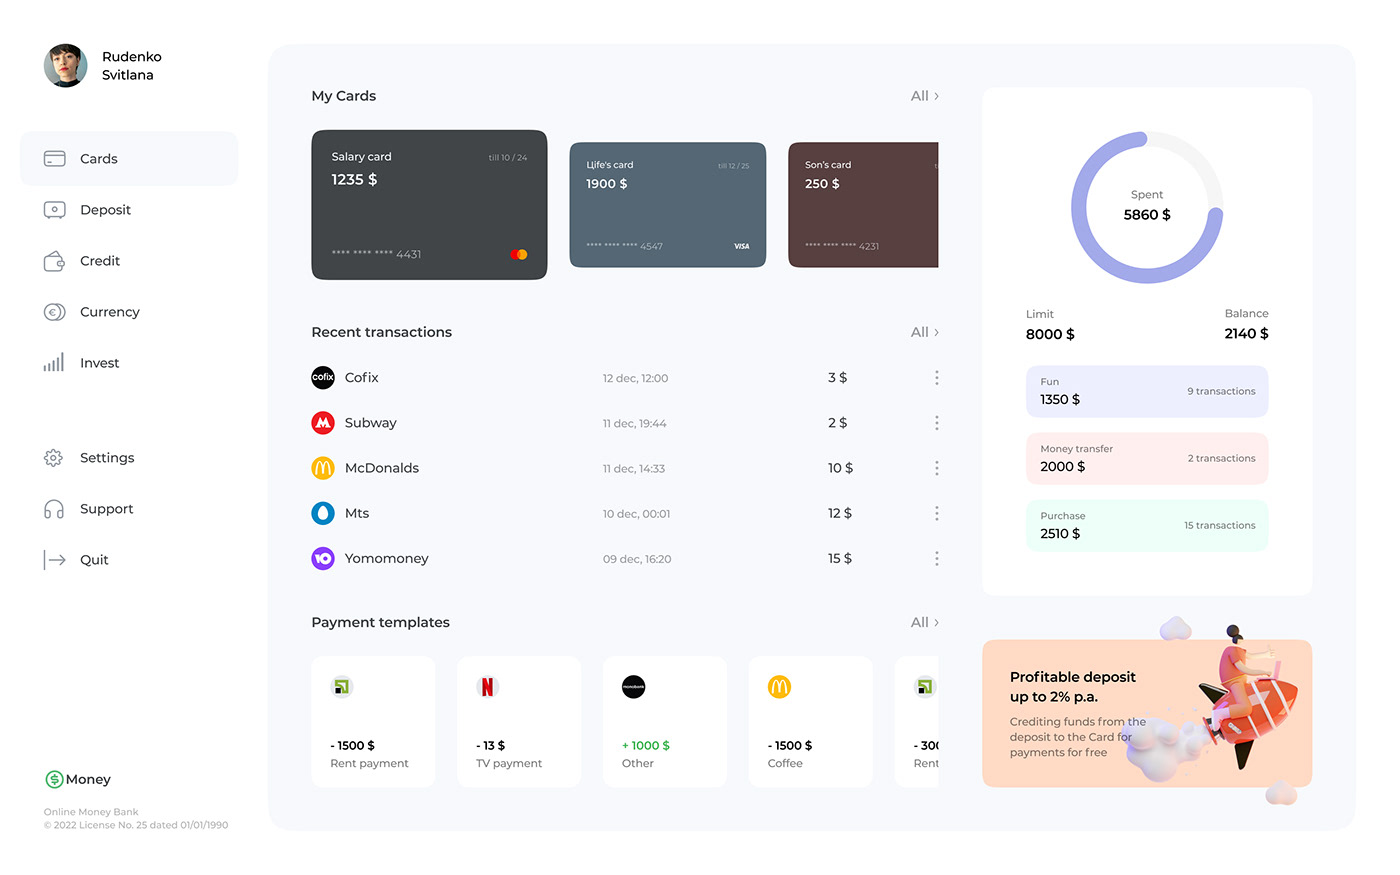 Rudenko
Svitlana
Cards
Deposit
Credit
Currency
Invest
Settings
Support
Quit
$ Money
Online Money Bank
© 2022 License No. 25 dated 01/01/1990
My Cards
All ›
Salary card
till 10 / 24
1235 $
**** **** **** 4431
Цife's card
till 12 / 25
1900 $
**** **** **** 4547
VISA
Son's card
250 $
**** **** **** 4231
Recent transactions
All ›
cofix
Cofix
12 dec, 12:00
3 $
Subway
11 dec, 19:44
2 $
McDonalds
11 dec, 14:33
10 $
Mts
10 dec, 00:01
12 $
Yomomoney
09 dec, 16:20
15 $
Payment templates
All ›
- 1500 $
Rent payment
N
- 13 $
TV payment
monobank
+ 1000 $
Other
- 1500 $
Coffee
- 300
Rent
Spent
5860 $
Limit
8000 $
Balance
2140 $
Fun
1350 $
9 transactions
Money transfer
2000 $
2 transactions
Purchase
2510 $
15 transactions
Profitable deposit
up to 2% p.a.
Crediting funds from the
deposit to the Card for
payments for free